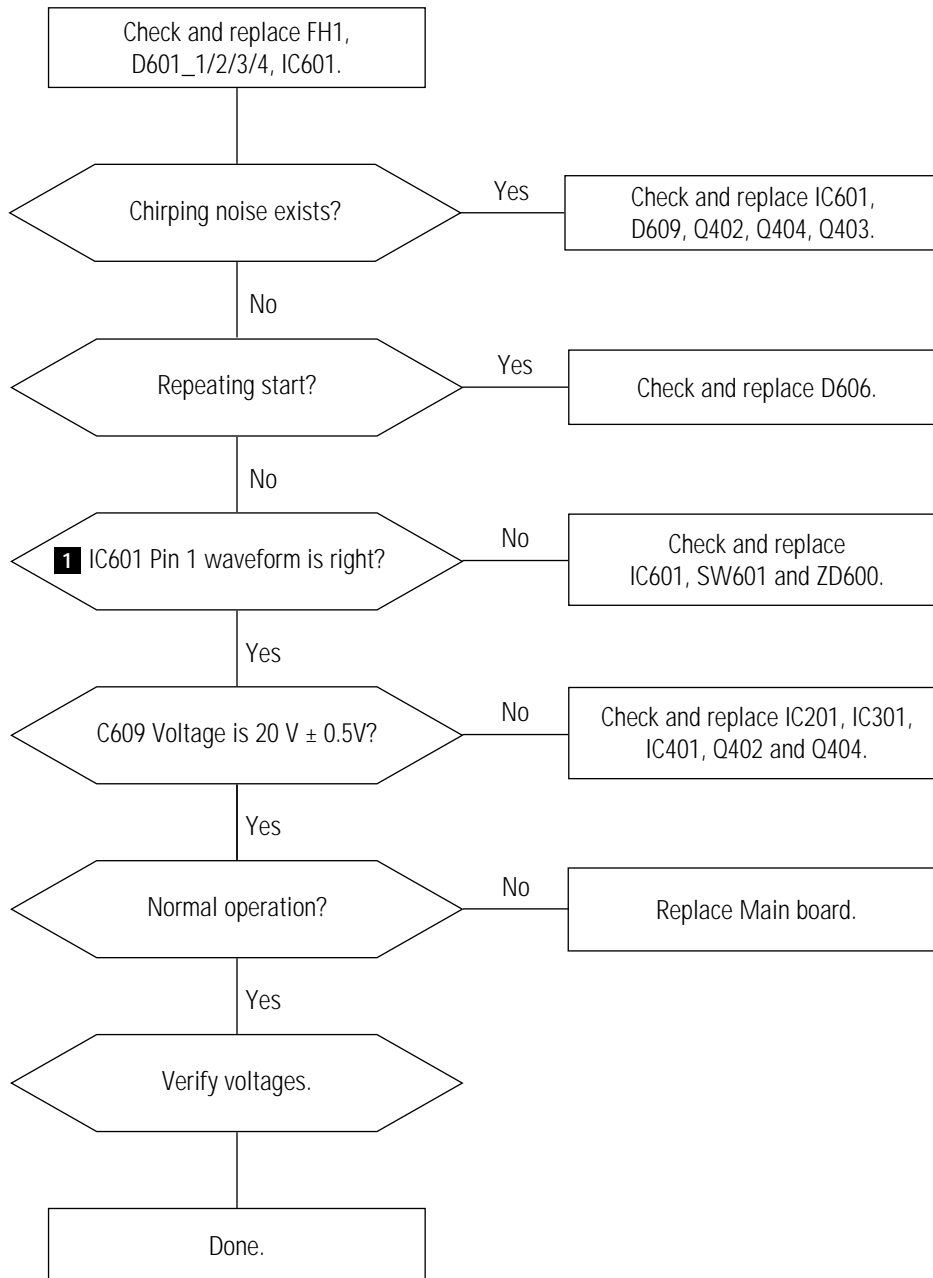 Check and replace FH1,
D601_1/2/3/4, IC601.
Chirping noise exists?
Yes
Check and replace IC601,
D609, Q402, Q404, Q403.
No
Repeating start?
Yes
Check and replace D606.
No
1 IC601 Pin 1 waveform is right?
No
Check and replace
IC601, SW601 and ZD600.
Yes
C609 Voltage is 20 V ± 0.5V?
No
Check and replace IC201, IC301,
IC401, Q402 and Q404.
Yes
Normal operation?
No
Replace Main board.
Yes
Verify voltages.
Done.